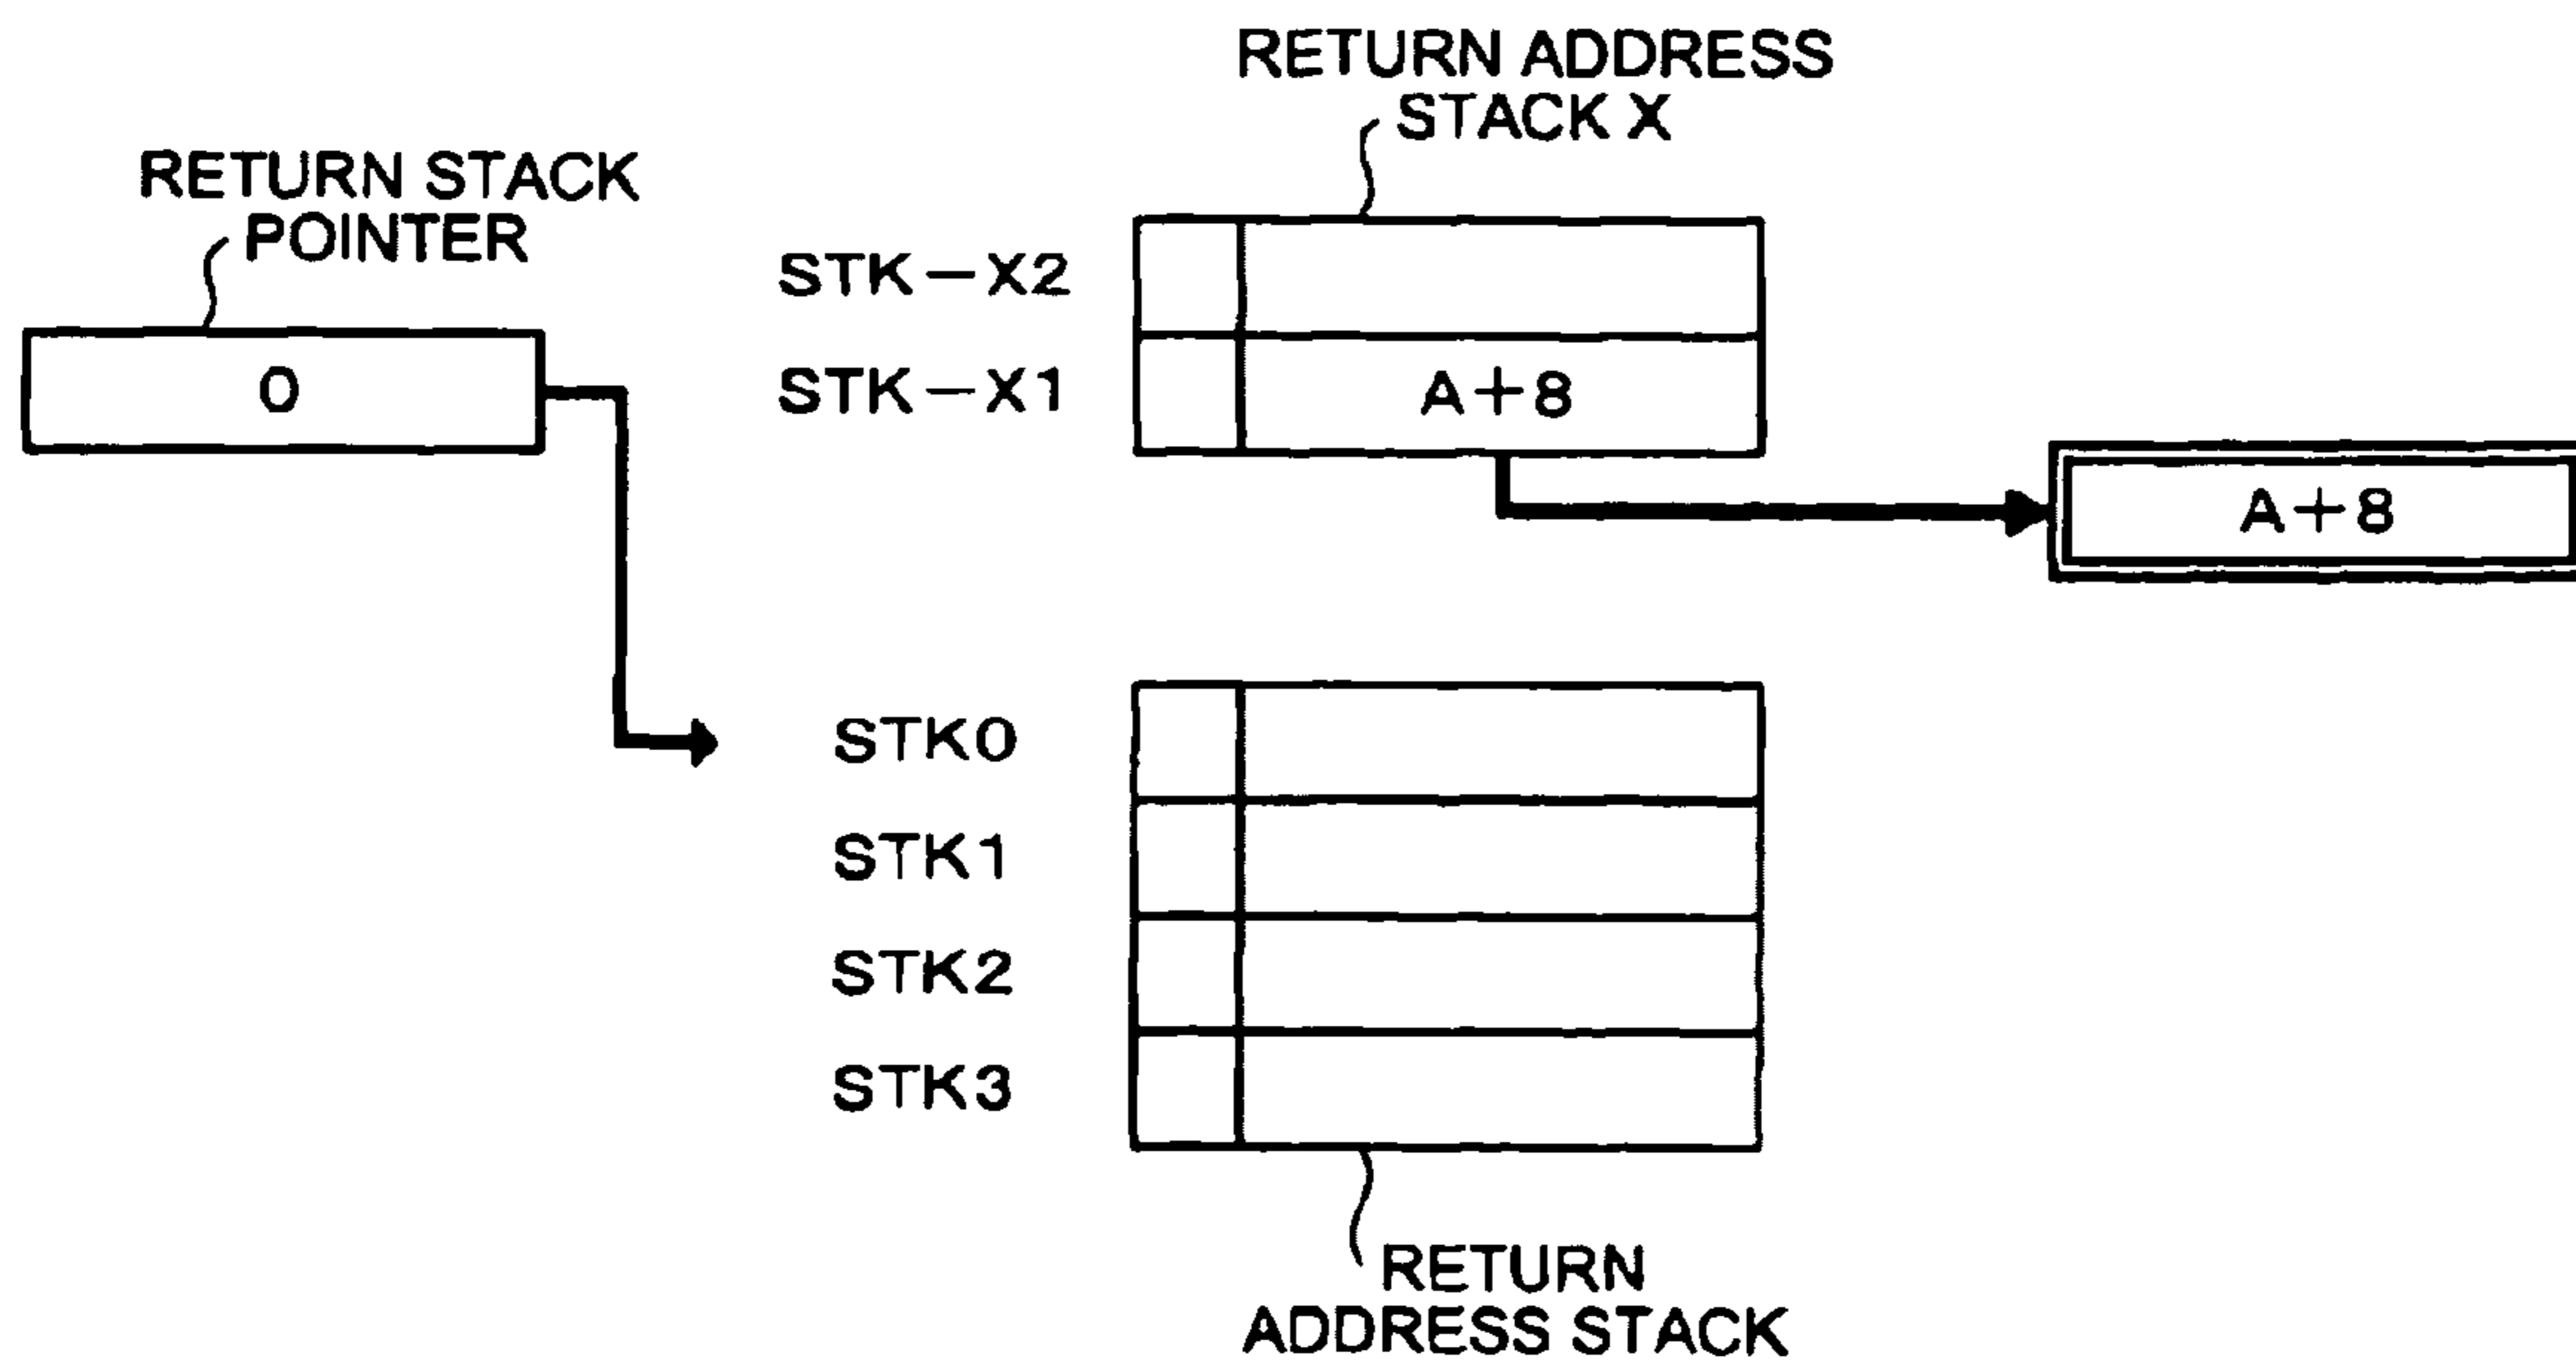 RETURN ADDRESS
STACK X
RETURN STACK
POINTER
STK-X2
0
STK-X1
A+8
A+8
STK0
STK1
STK2
STK3
RETURN
ADDRESS STACK